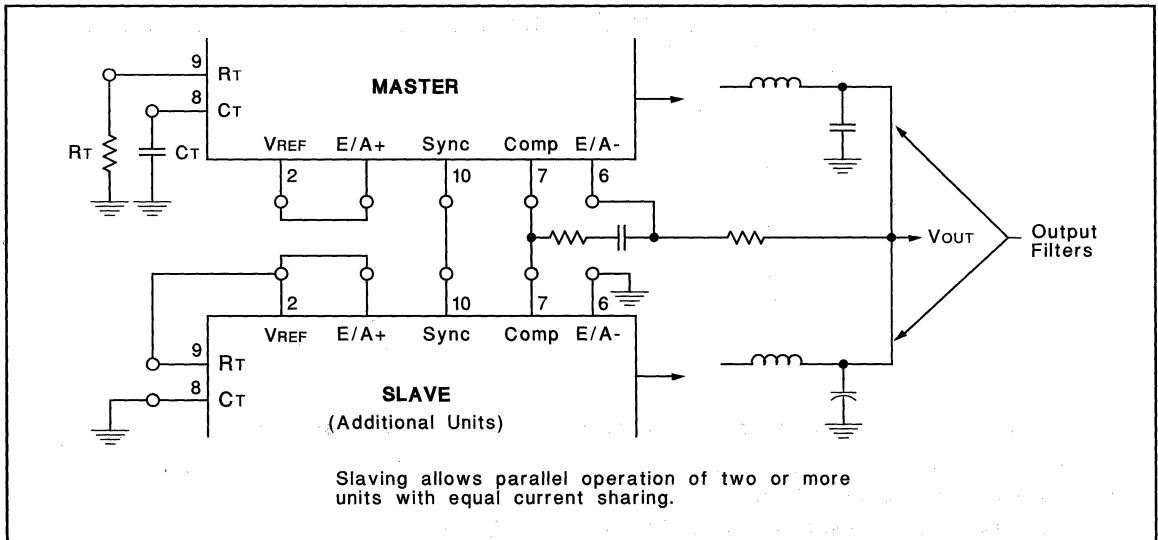 9 RT
MASTER
8 CT
RT CT
VREF E/A+ Sync Comp E/A-
2 10 7 6
VOUT
Output
Filters
2 10 7 6
VREF E/A+ Sync Comp E/A-
9 RT
8 CT
SLAVE
(Additional Units)
Slaving allows parallel operation of two or more
units with equal current sharing.